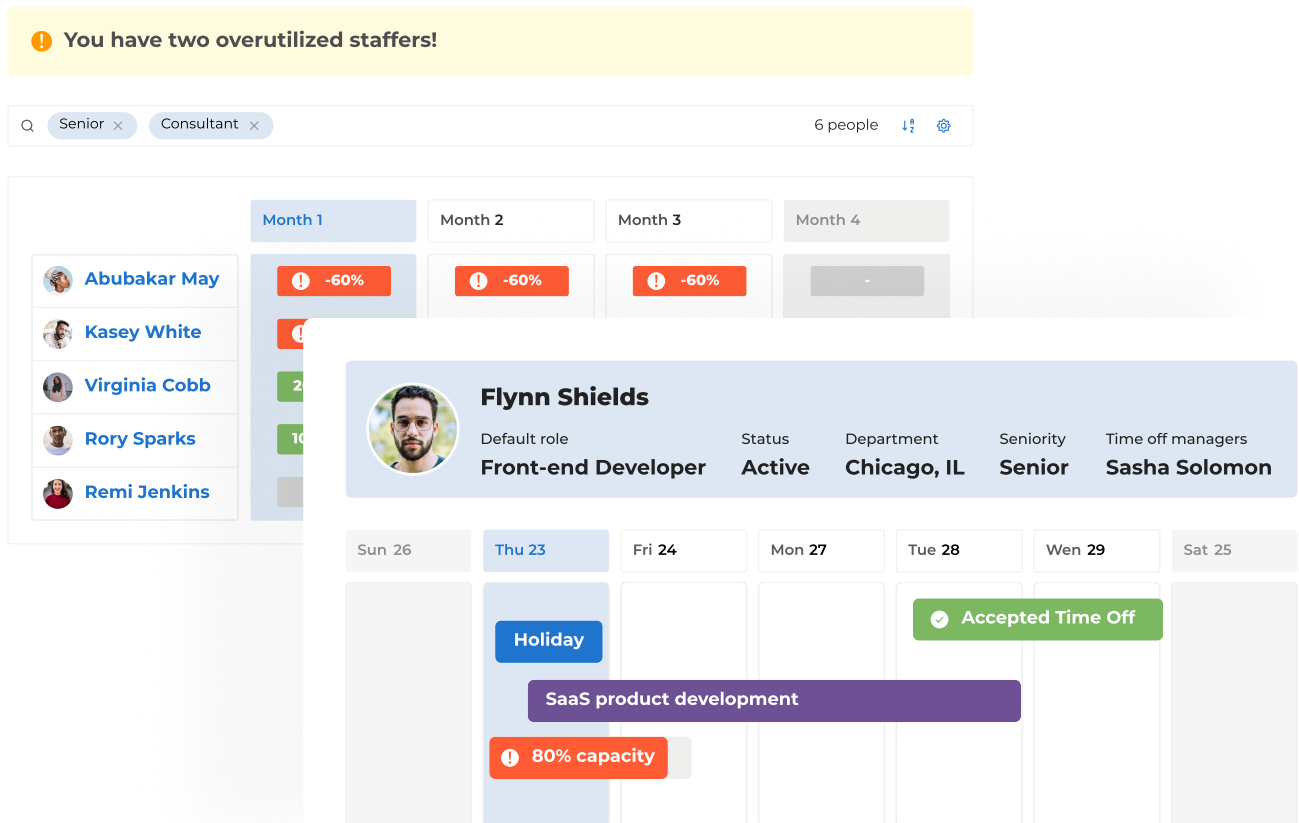 You have two overutilized staffers!
Senior Consultant 6 people
Month 1 Month 2 Month 3 Month 4
Abubakar May -60% -60% -60% -
Kasey White
Virginia Cobb
Rory Sparks
Remi Jenkins
Flynn Shields
Default role Status Department Seniority Time off managers
Front-end Developer Active Chicago, IL Senior Sasha Solomon
Sun 26 Thu 23 Fri 24 Mon 27 Tue 28 Wen 29 Sat 25
Accepted Time Off
Holiday
SaaS product development
80% capacity